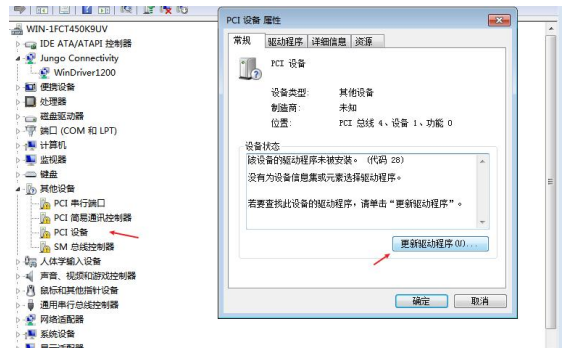 WIN-1FCT450K9UV
IDE ATA/ATAPI 控制器
Jungo Connectivity
WinDriver1200
便携设备
处理器
磁盘驱动器
端口 (COM 和 LPT)
计算机
监视器
键盘
其他设备
PCI 串行端口
PCI 简易通讯控制器
PCI 设备
SM 总线控制器
人体学输入设备
声音、视频和游戏控制器
鼠标和其他指针设备
通用串行总线控制器
网络适配器
系统设备
显示适配器
PCI 设备 属性
常规 驱动程序 详细信息 资源
PCI 设备
设备类型: 其他设备
制造商: 未知
位置: PCI 总线 4、设备 1、功能 0
设备状态
该设备的驱动程序未被安装。 (代码 28)
没有为设备信息集或元素选择驱动程序。
若要查找此设备的驱动程序，请单击“更新驱动程序”。
更新驱动程序(U)...
确定 取消